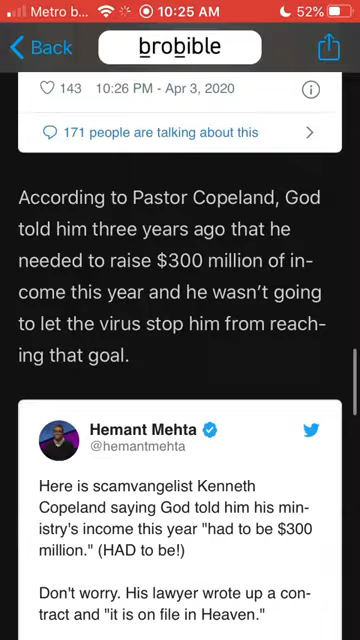 Metro b... 10:25 AM 52%
Back brobible
143 10:26 PM - Apr 3, 2020
171 people are talking about this
According to Pastor Copeland, God
told him three years ago that he
needed to raise $300 million of in-
come this year and he wasn't going
to let the virus stop him from reach-
ing that goal.
Hemant Mehta
@hemantmehta
Here is scamvangelist Kenneth
Copeland saying God told him his min-
istry's income this year "had to be $300
million." (HAD to be!)
Don't worry. His lawyer wrote up a con-
tract and "it is on file in Heaven."